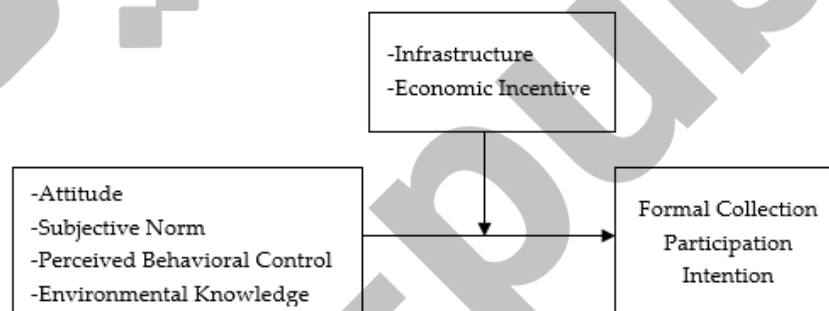 -Infrastructure
-Economic Incentive
-Attitude
-Subjective Norm
-Perceived Behavioral Control
-Environmental Knowledge
Formal Collection
Participation
Intention